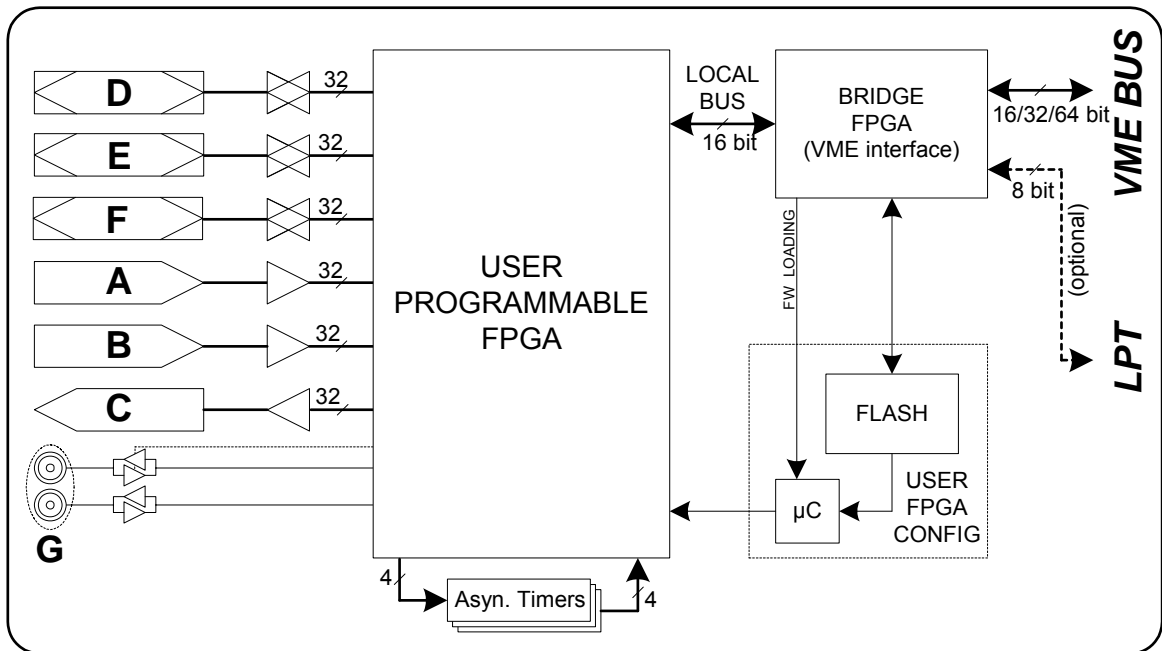 D
32
E
32
F
32
A
32
B
32
C
32
G
USER
PROGRAMMABLE
FPGA
4
Asyn. Timers
4
LOCAL
BUS
16 bit
BRIDGE
FPGA
(VME interface)
16/32/64 bit
8 bit
(optional)
VME BUS
LPT
FW LOADING
FLASH
µC
USER
FPGA
CONFIG